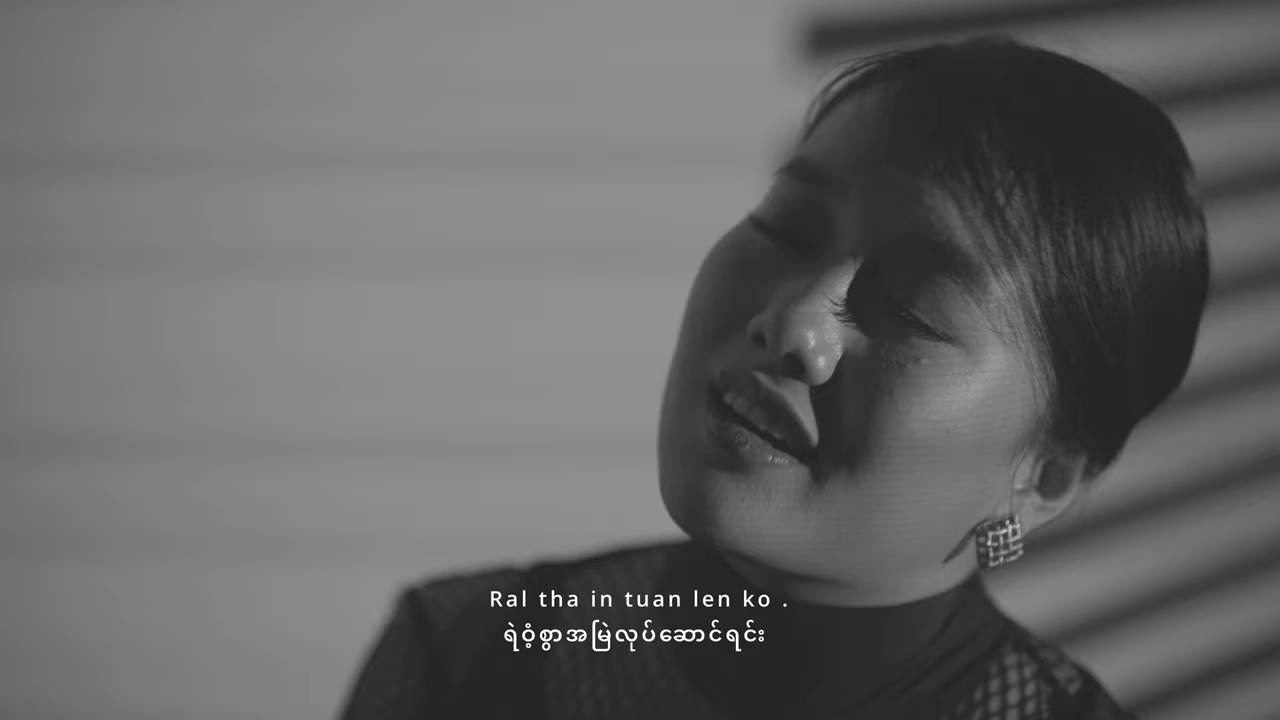 Ral tha in tuan len ko .
ရဲဝံ့စွာအမြဲလုပ်ဆောင်ရင်း